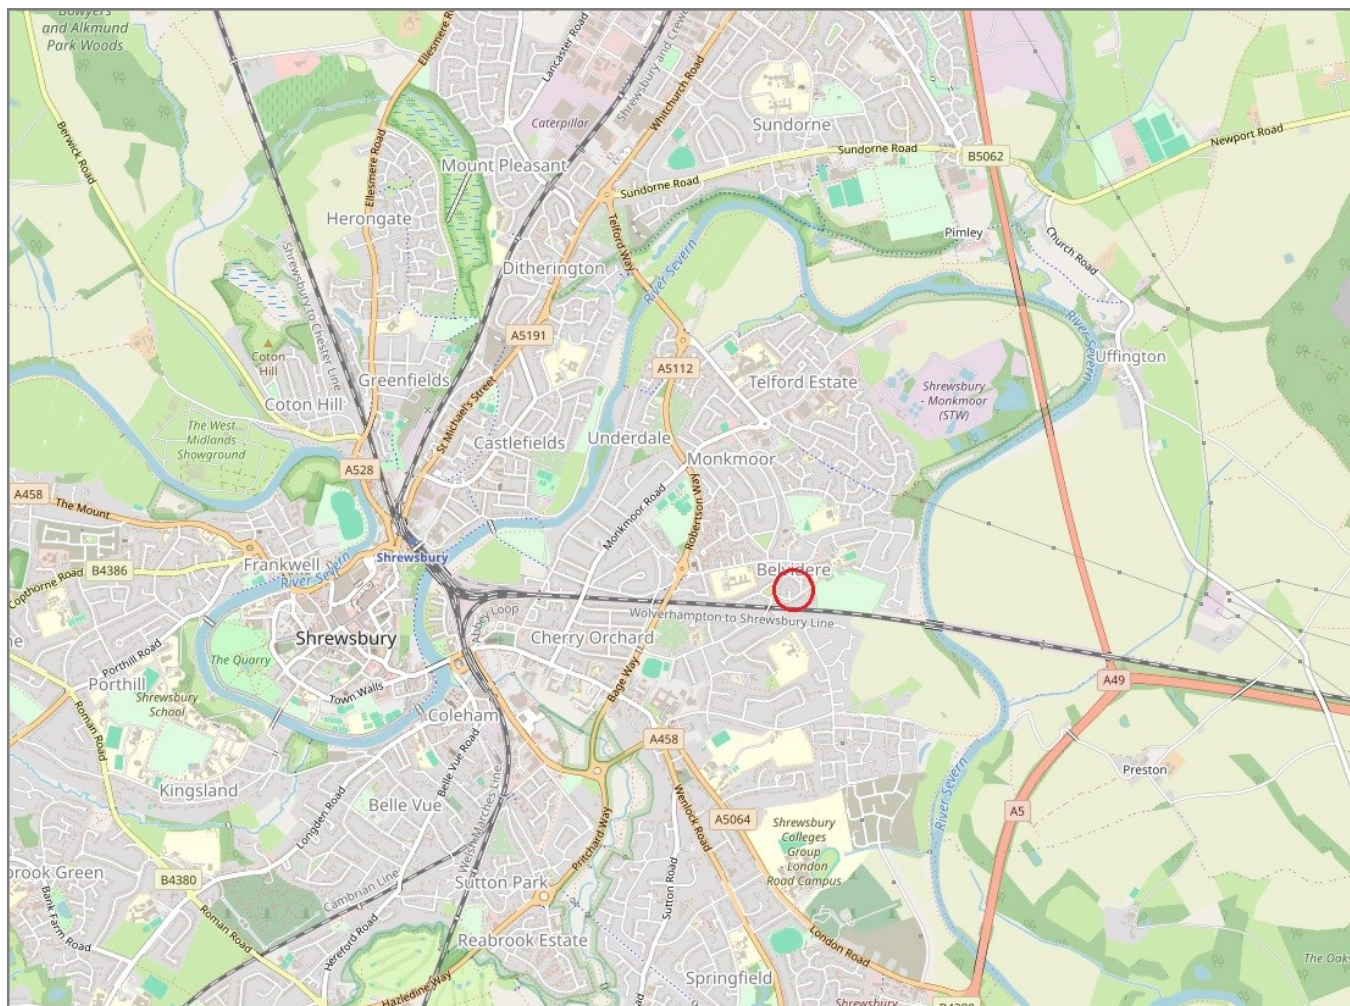 Bowyers
and Alkmund
Park Woods
Ellesmere Road
Lancaster Road
Shrewsbury and Crewe
Whitchurch Road
Caterpillar
Sundorne
Berwick Road
Ellesmere Road
Mount Pleasant
Sundorne Road
B5062
Newport Road
Sundorne Road
Herongate
Telford Way
Pimley
Church Road
Shrewsbury to Chester Line
Ditherington
River Severn
A5191
River Severn
Uffington
Coton
Hill
Greenfields
A5112
Telford Estate
Shrewsbury
- Monkmoor
(STW)
Coton Hill
St Michael's Street
The West
Midlands
Showground
Castlefields
Underdale
Monkmoor
A528
A458
The Mount
Monkmoor Road
Robertson Way
Shrewsbury
Frankwell
B4386
Copthorne Road
River Severn
Belvidere
Abbey Loop
Wolverhampton to Shrewsbury Line
Shrewsbury
Cherry Orchard
The Quarry
Porthill Road
Porthill
Town Walls
Bage Way
A49
Shrewsbury
School
Roman Road
Coleham
A458
Belle Vue Road
Preston
Kingsland
Longden Road
Belle Vue
Welsh Marches Line
Pritchard Way
Wenlock Road
A5064
Shrewsbury
Colleges
Group
London
Road Campus
River Severn
A5
brook Green
B4380
Cambrian Line
Sutton Park
Sutton Road
Bank Farm Road
Roman Road
Hereford Road
Reabrook Estate
London Road
Hazledine Way
Springfield
The Oaks
Shrewsbury
B4380